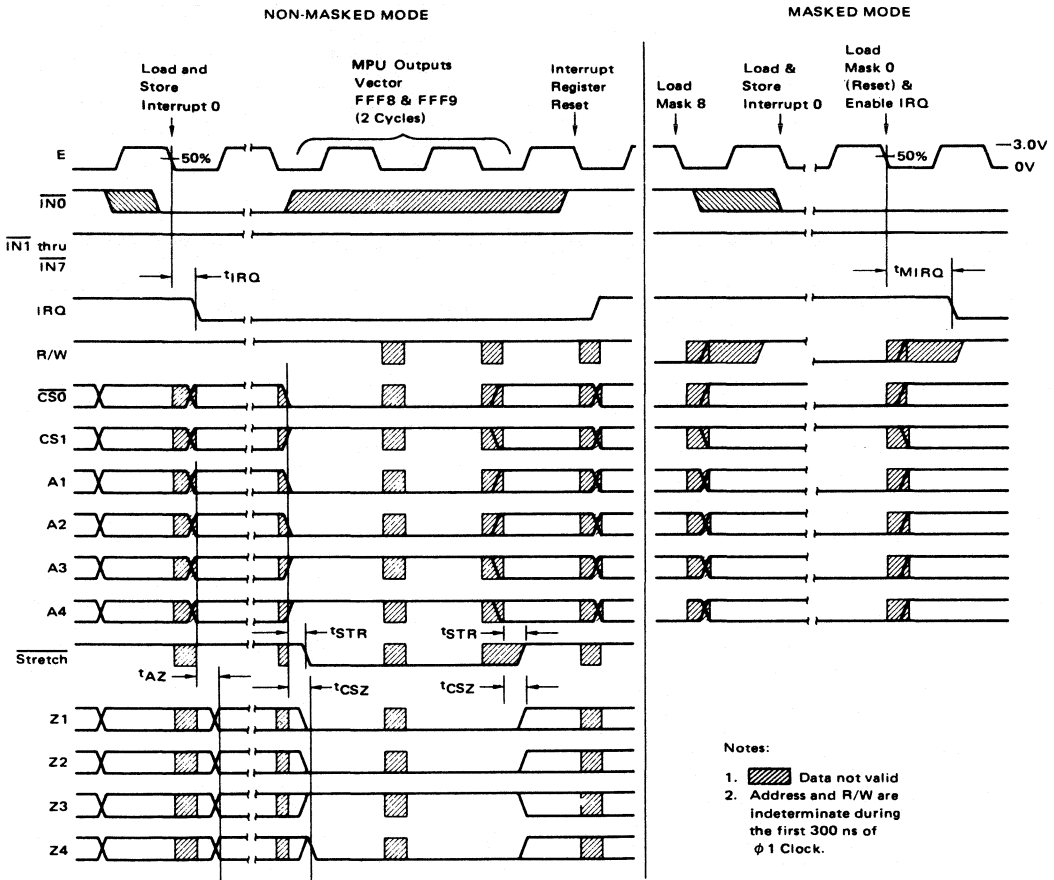 NON-MASKED MODE
MASKED MODE
Load and
Store
Interrupt 0
MPU Outputs
Vector
FFF8 & FFF9
(2 Cycles)
Interrupt
Register
Reset
Load
Mask 8
Load &
Store
Interrupt 0
Load
Mask 0
(Reset) &
Enable IRQ
E
50%
50%
3.0V
0V
IN0
IN1 thru
IN7
tIRQ
tMIRQ
IRQ
R/W
CS0
CS1
A1
A2
A3
A4
tSTR
tSTR
Stretch
tAZ
tCSZ
tCSZ
Z1
Z2
Z3
Z4
Notes:
1. Data not valid
2. Address and R/W are
indeterminate during
the first 300 ns of
φ1 Clock.